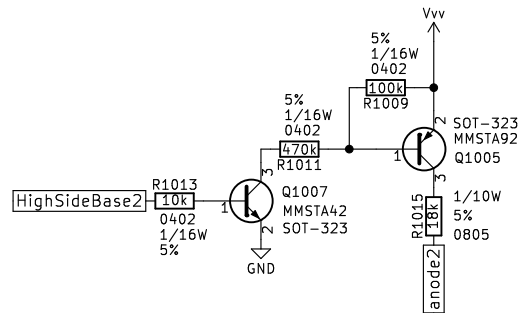 Vvv
5%
1/16W
0402
100k
R1009
5%
1/16W
0402
470k
R1011
2
SOT-323
MMSTA92
Q1005
1
3
R1013
10k
0402
1/16W
5%
HighSideBase2
1
3
Q1007
MMSTA42
SOT-323
2
GND
R1015
18k
1/10W
5%
0805
anode2